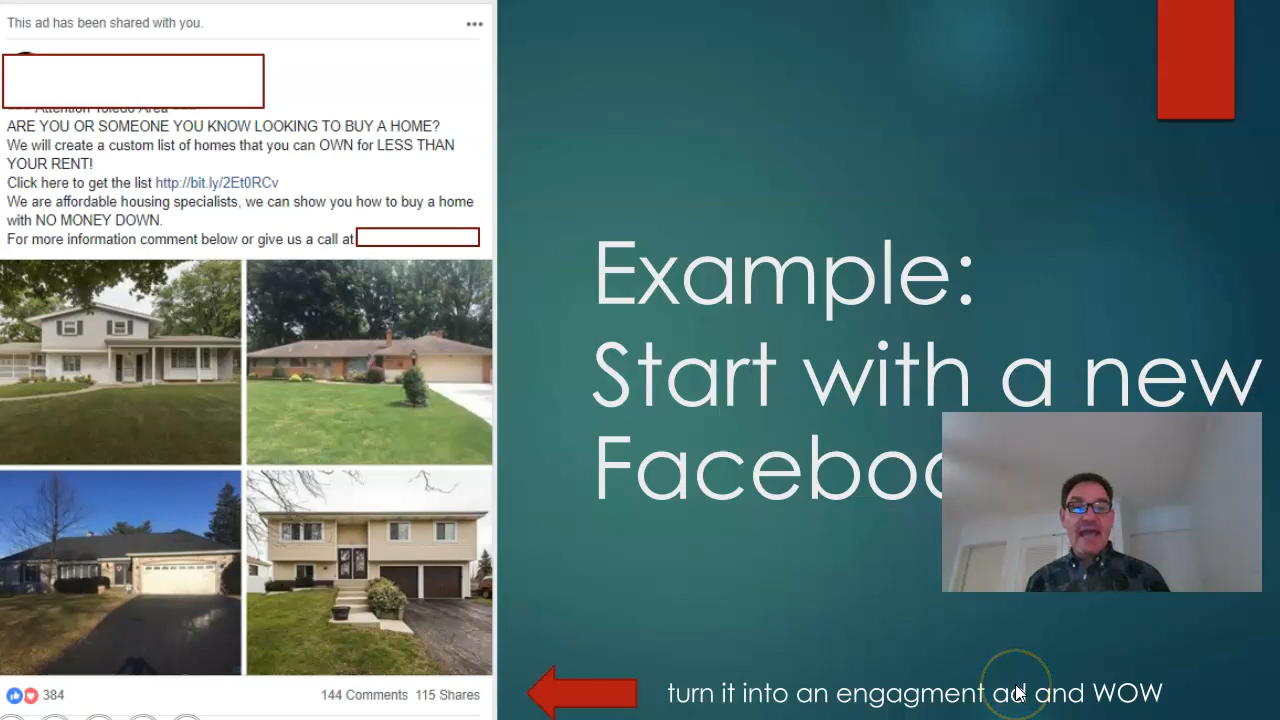 This ad has been shared with you.
Attention Toledo Area
ARE YOU OR SOMEONE YOU KNOW LOOKING TO BUY A HOME?
We will create a custom list of homes that you can OWN for LESS THAN
YOUR RENT!
Click here to get the list http://bit.ly/2Et0RCv
We are affordable housing specialists, we can show you how to buy a home
with NO MONEY DOWN.
For more information comment below or give us a call at
384
144 Comments 115 Shares
Example:
Start with a new
turn it into an engagment ad and WOW